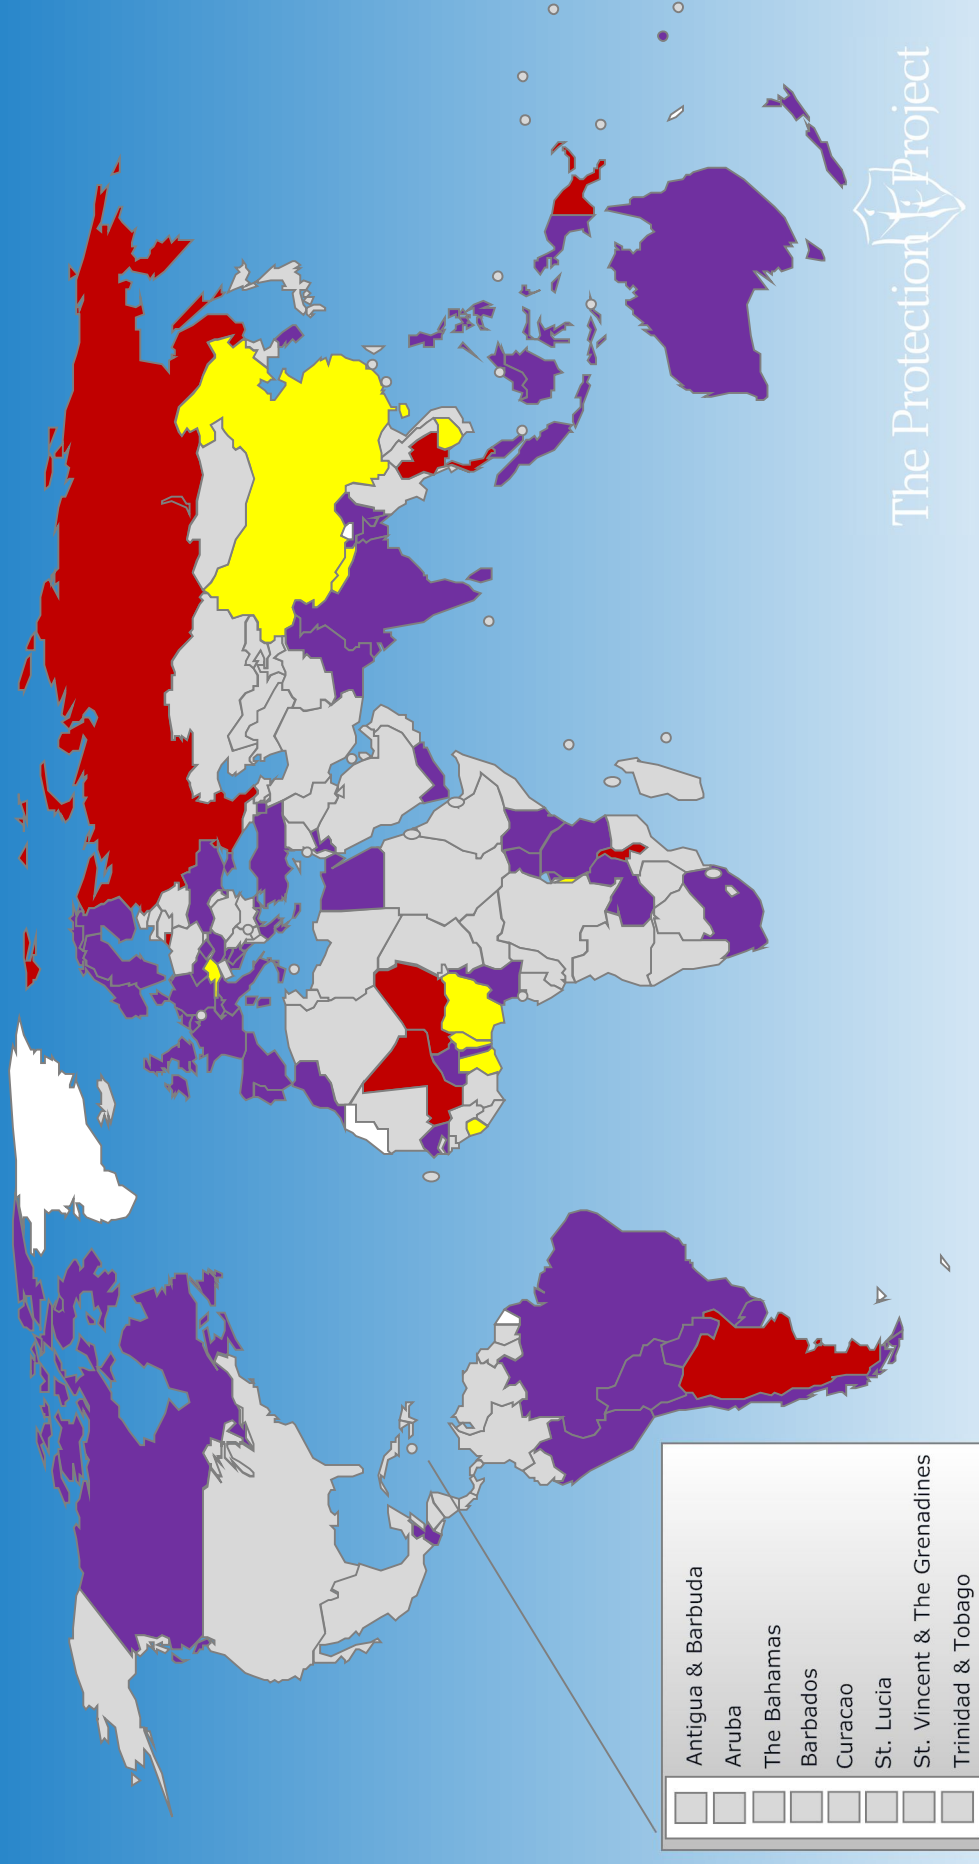 The Protection Project
Antigua & Barbuda
Aruba
The Bahamas
Barbados
Curacao
St. Lucia
St. Vincent & The Grenadines
Trinidad & Tobago